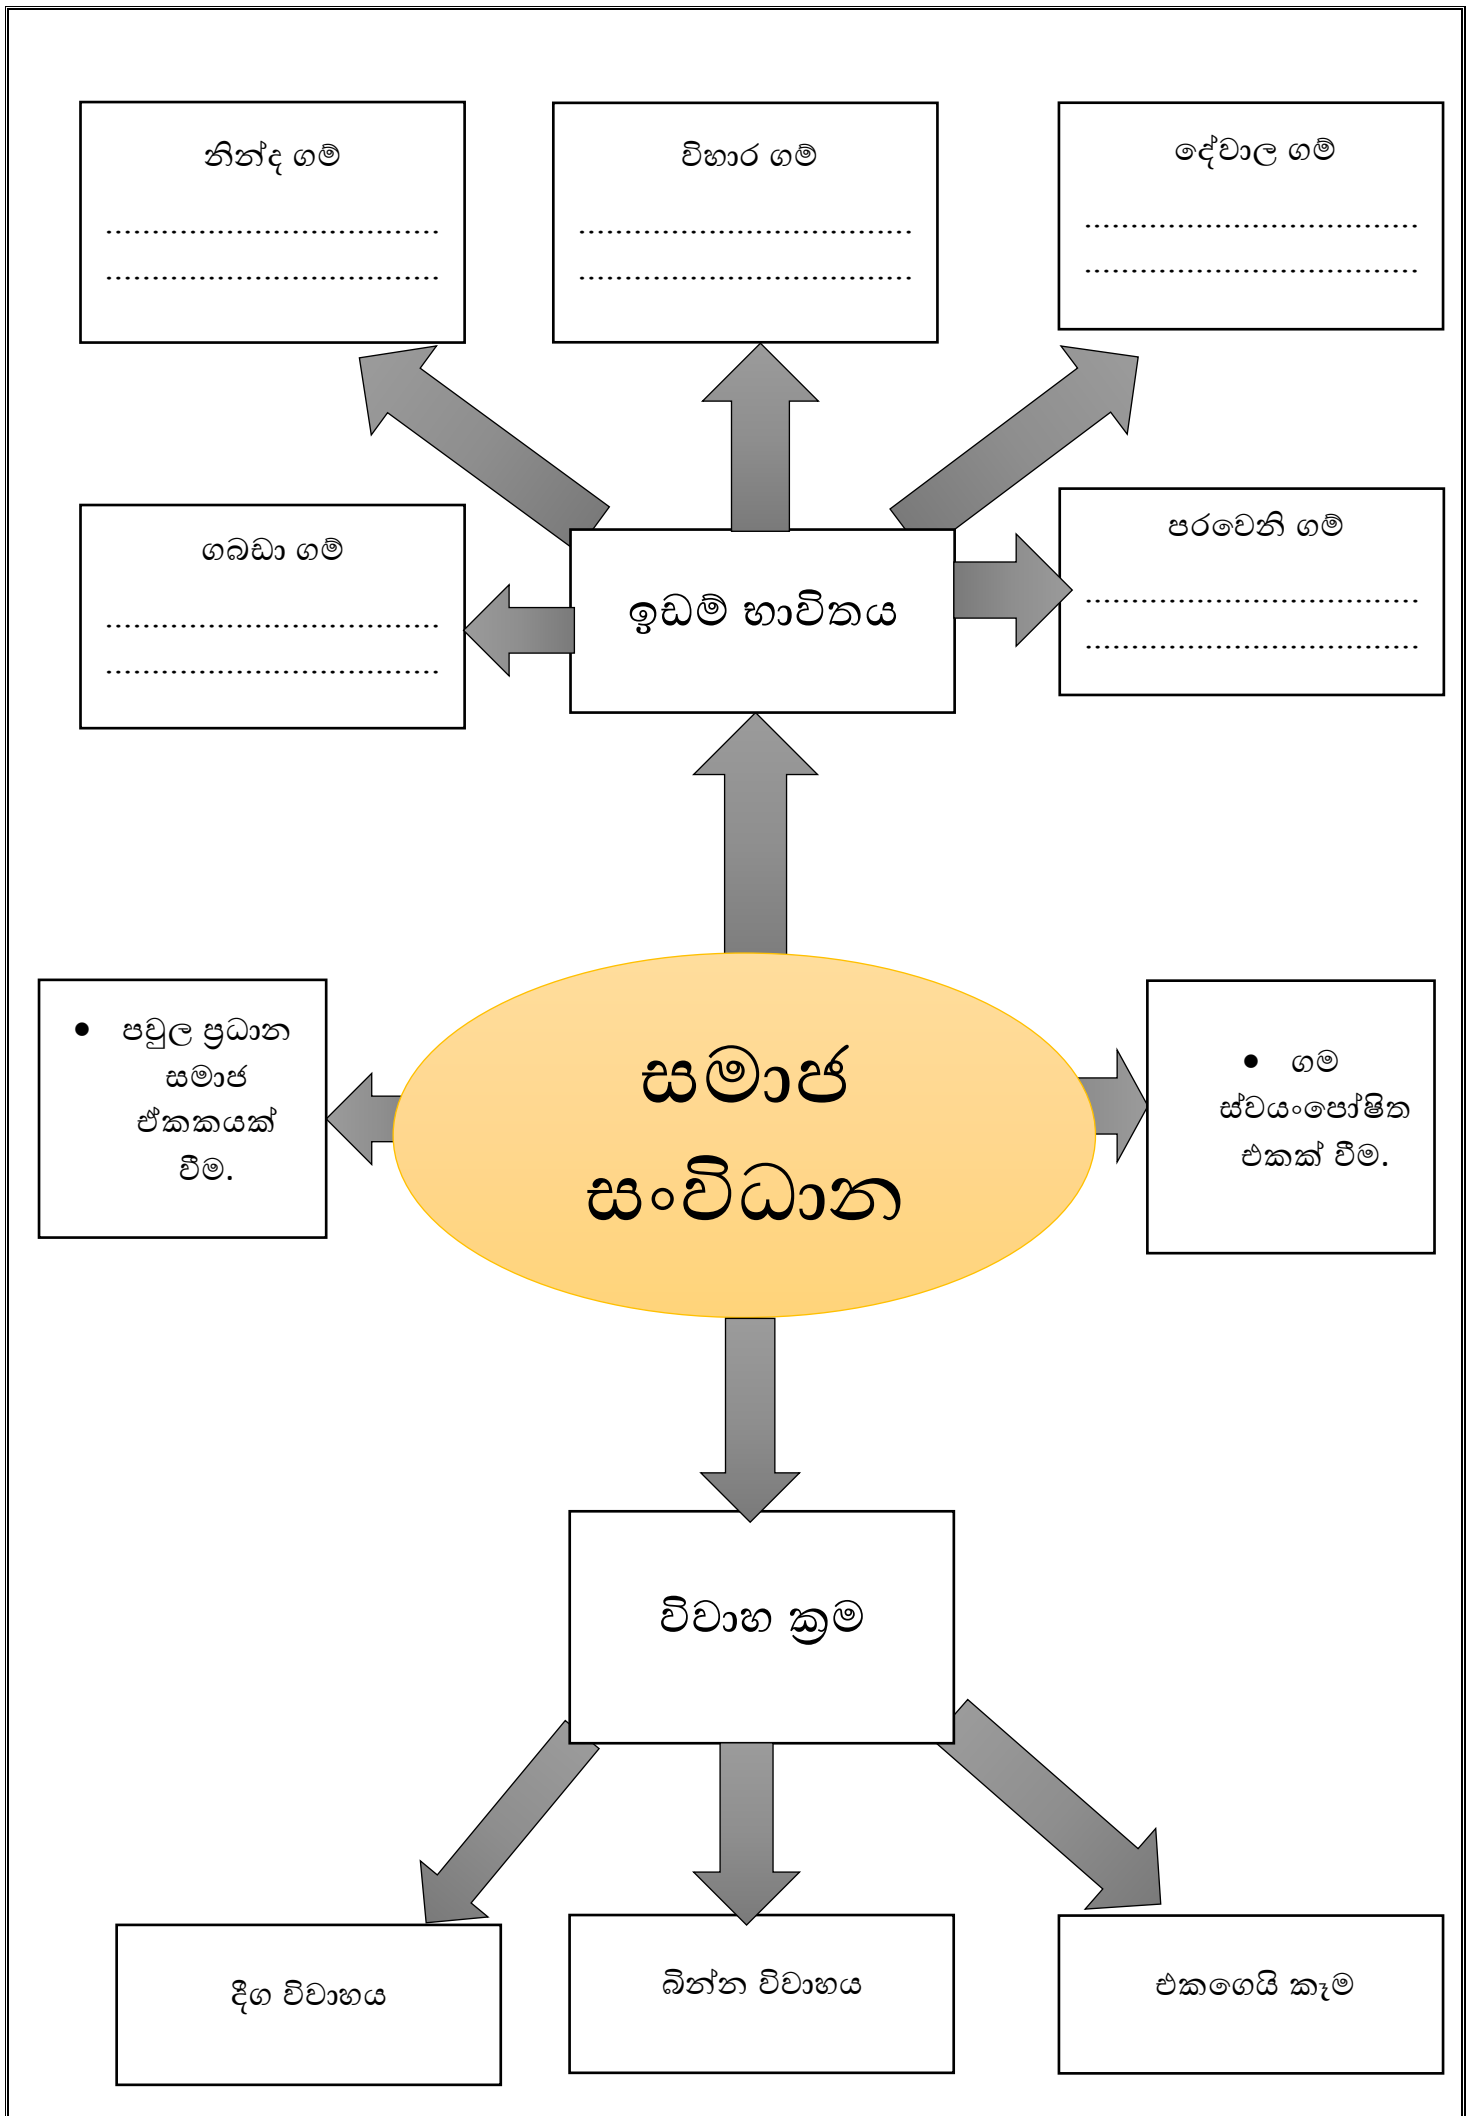 නින්ද ගම්
....................................
....................................
විහාර ගම්
....................................
....................................
දේවාල ගම්
....................................
....................................
ගබඩා ගම්
....................................
....................................
ඉඩම් භාවිතය
පරවෙනි ගම්
....................................
....................................
• පවුල ප්‍රධාන
සමාජ
ඒකකයක්
වීම.
සමාජ
සංවිධාන
• ගම
ස්වයංපෝෂිත
එකක් වීම.
විවාහ ක්‍රම
දීග විවාහය
බින්න විවාහය
එකගෙයි කෑම